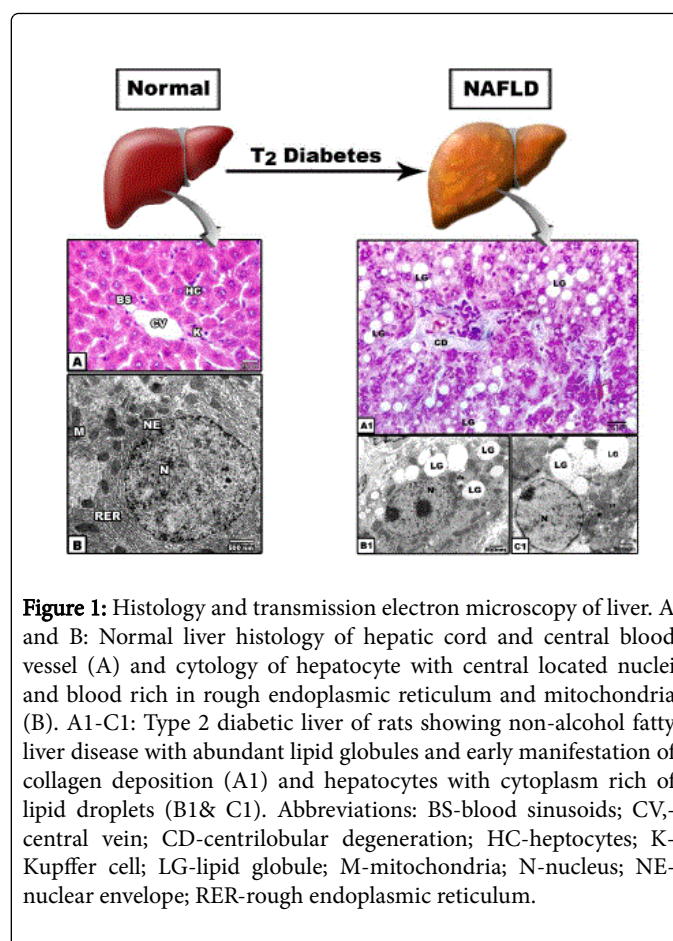 Normal
NAFLD
T2 Diabetes
BS
HC
CV
K
A
M
NE
N
RER
B
500 nm
LG
LG
LG
CD
LG
A1
LG
LG
LG
N
B1
LG
LG
N
C1
Figure 1: Histology and transmission electron microscopy of liver. A
and B: Normal liver histology of hepatic cord and central blood
vessel (A) and cytology of hepatocyte with central located nuclei
and blood rich in rough endoplasmic reticulum and mitochondria
(B). A1-C1: Type 2 diabetic liver of rats showing non-alcohol fatty
liver disease with abundant lipid globules and early manifestation of
collagen deposition (A1) and hepatocytes with cytoplasm rich of
lipid droplets (B1& C1). Abbreviations: BS-blood sinusoids; CV,-
central vein; CD-centrilobular degeneration; HC-heptocytes; K-
Kupffer cell; LG-lipid globule; M-mitochondria; N-nucleus; NE-
nuclear envelope; RER-rough endoplasmic reticulum.